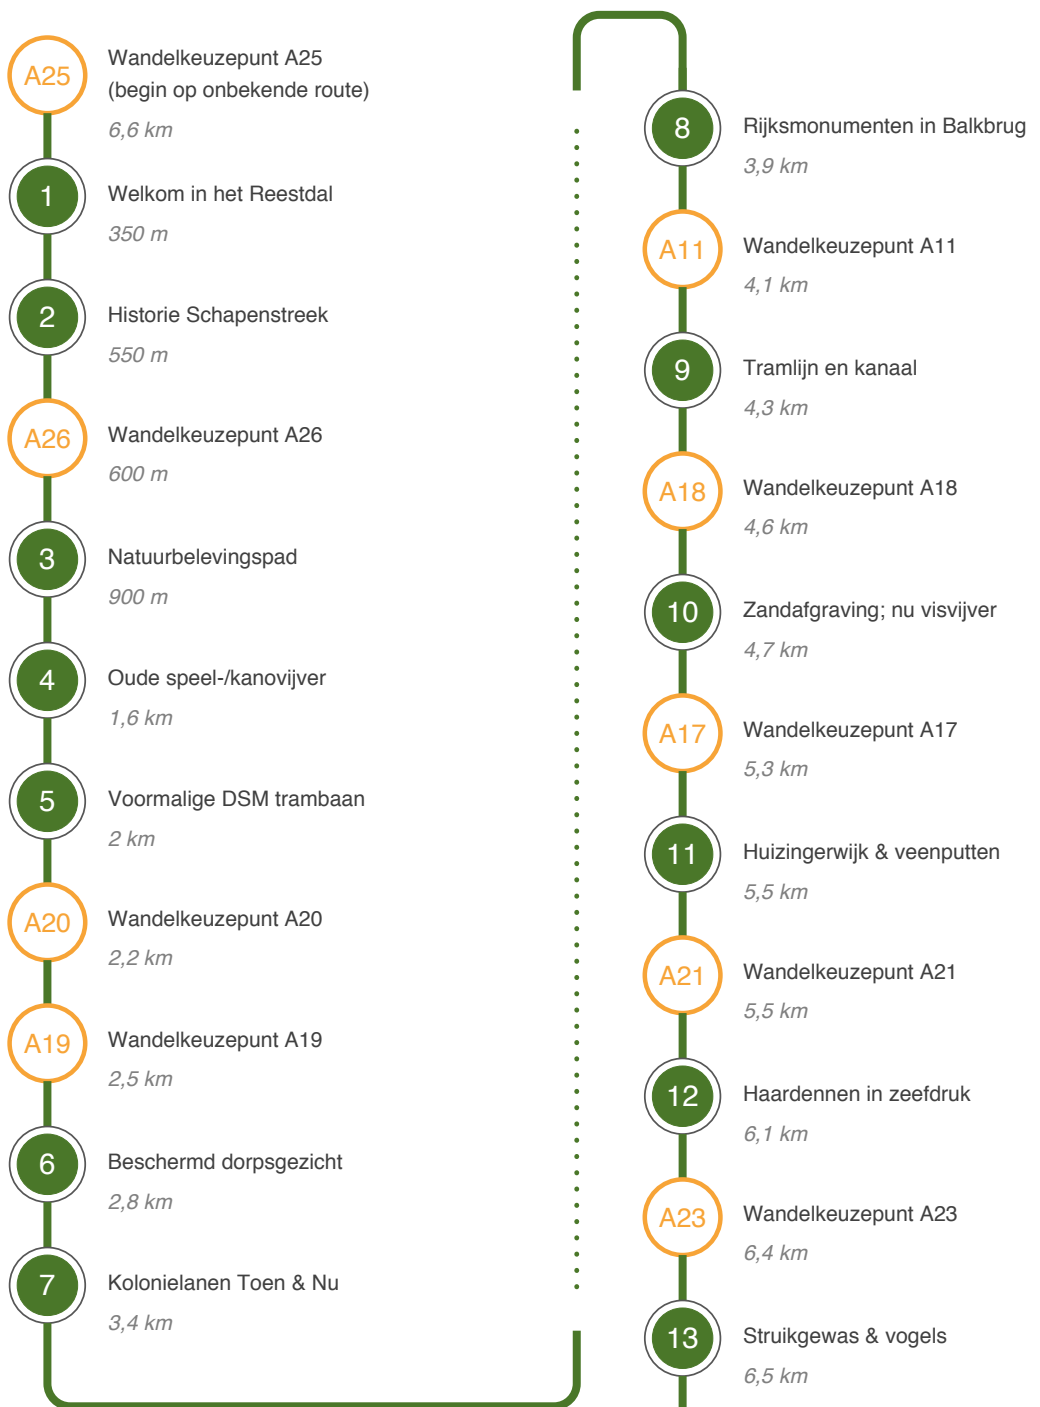 A25
Wandelkeuzepunt A25
(begin op onbekende route)
6,6 km
1
Welkom in het Reestdal
350 m
2
Historie Schapenstreek
550 m
A26
Wandelkeuzepunt A26
600 m
3
Natuurbelevingspad
900 m
4
Oude speel-/kanovijver
1,6 km
5
Voormalige DSM trambaan
2 km
A20
Wandelkeuzepunt A20
2,2 km
A19
Wandelkeuzepunt A19
2,5 km
6
Beschermd dorpsgezicht
2,8 km
7
Kolonielanen Toen & Nu
3,4 km
8
Rijksmonumenten in Balkbrug
3,9 km
A11
Wandelkeuzepunt A11
4,1 km
9
Tramlijn en kanaal
4,3 km
A18
Wandelkeuzepunt A18
4,6 km
10
Zandafgraving; nu visvijver
4,7 km
A17
Wandelkeuzepunt A17
5,3 km
11
Huizingerwijk & veenputten
5,5 km
A21
Wandelkeuzepunt A21
5,5 km
12
Haardennen in zeefdruk
6,1 km
A23
Wandelkeuzepunt A23
6,4 km
13
Struikgewas & vogels
6,5 km